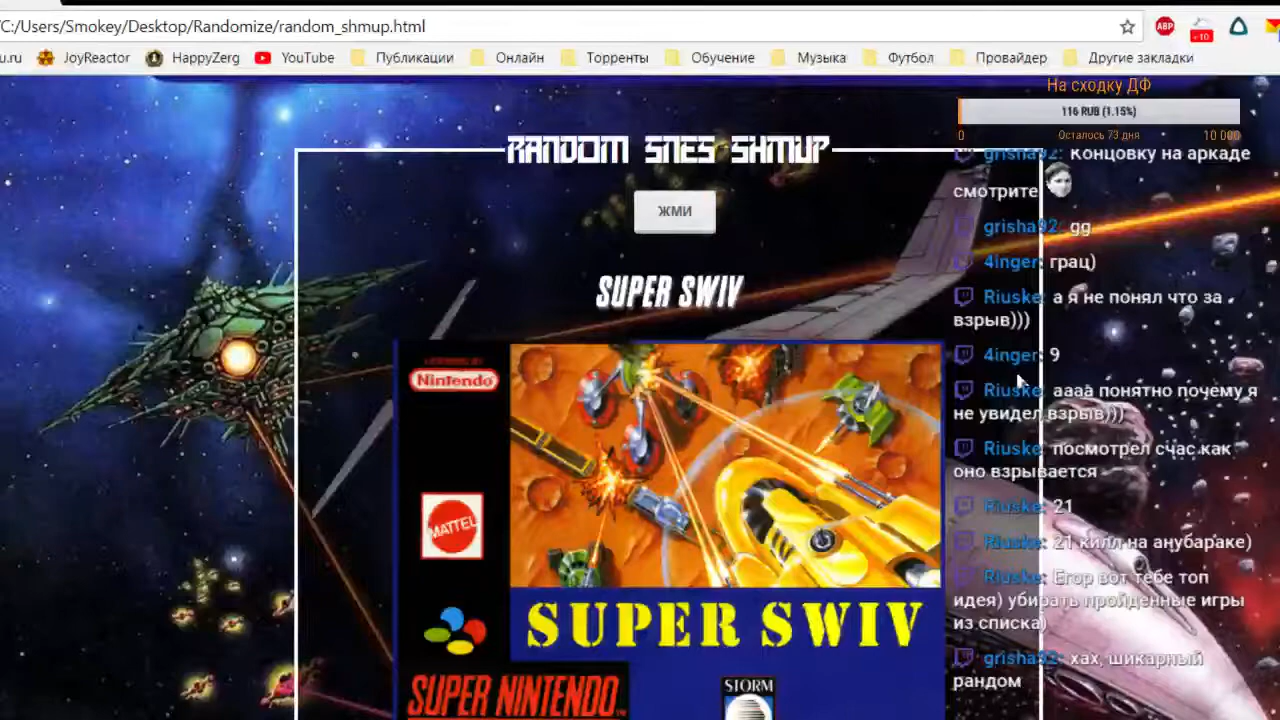 /C:/Users/Smokey/Desktop/Randomize/random_shmup.html
ABP
+10
u.ru JoyReactor HappyZerg YouTube Публикации Онлайн Торренты Обучение Музыка Футбол Провайдер Другие закладки
На сходку ДФ
116 RUB (1.15%)
0 Осталось 73 дня 10 000
RANDOM SNES SHMUP
ЖМИ
SUPER SWIV
Nintendo
MATTEL
SUPER SWIV
SUPER NINTENDO
STORM
grisha92: концовку на аркаде
смотрите
grisha92: gg
4inger: грац)
Riuske: а я не понял что за
взрыв)))
4inger: 9
Riuske: аааа понятно почему я
не увидел взрыв)))
Riuske: посмотрел счас как
оно взрывается
Riuske: 21
Riuske: 21 килл на анубараке)
Riuske: Егор вот тебе топ
идея) убирать пройденные игры
из списка)
grisha92: хах, шикарный
рандом